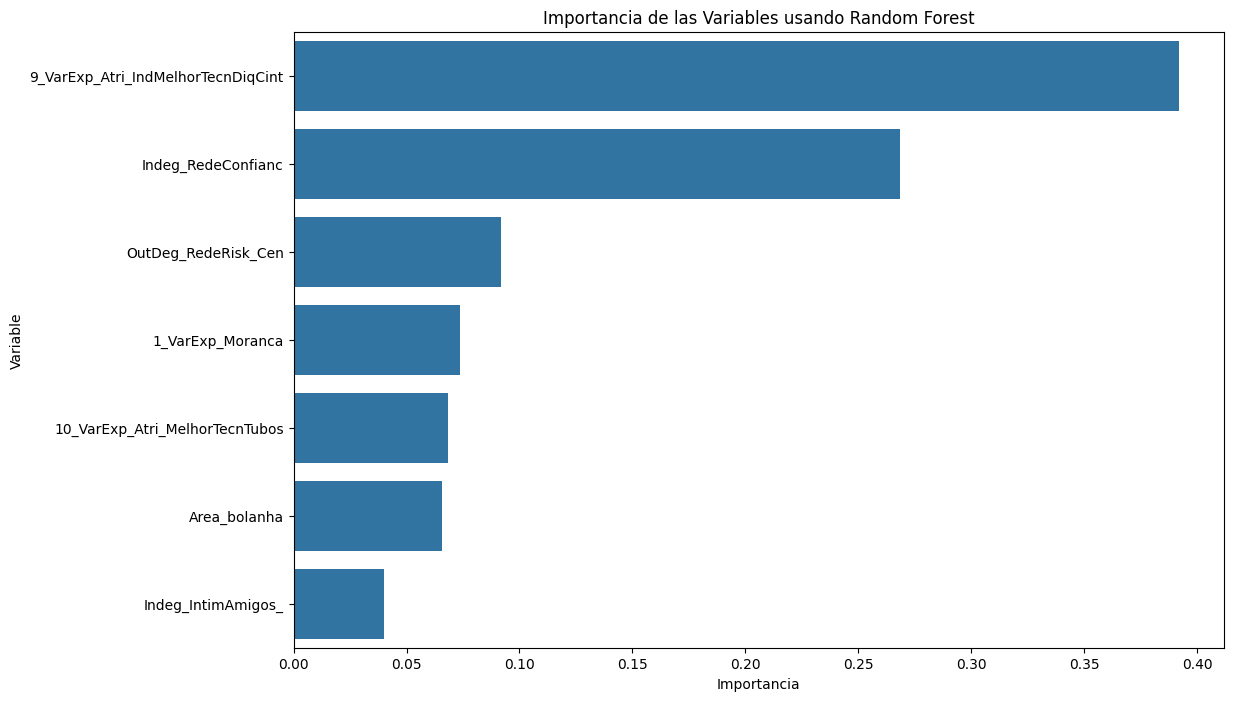 Importancia de las Variables usando Random Forest
Variable
9_VarExp_Atri_IndMelhorTecnDiqCint
Indeg_RedeConfianc
OutDeg_RedeRisk_Cen
1_VarExp_Moranca
10_VarExp_Atri_MelhorTecnTubos
Area_bolanha
Indeg_IntimAmigos_
0.00 0.05 0.10 0.15 0.20 0.25 0.30 0.35 0.40
Importancia